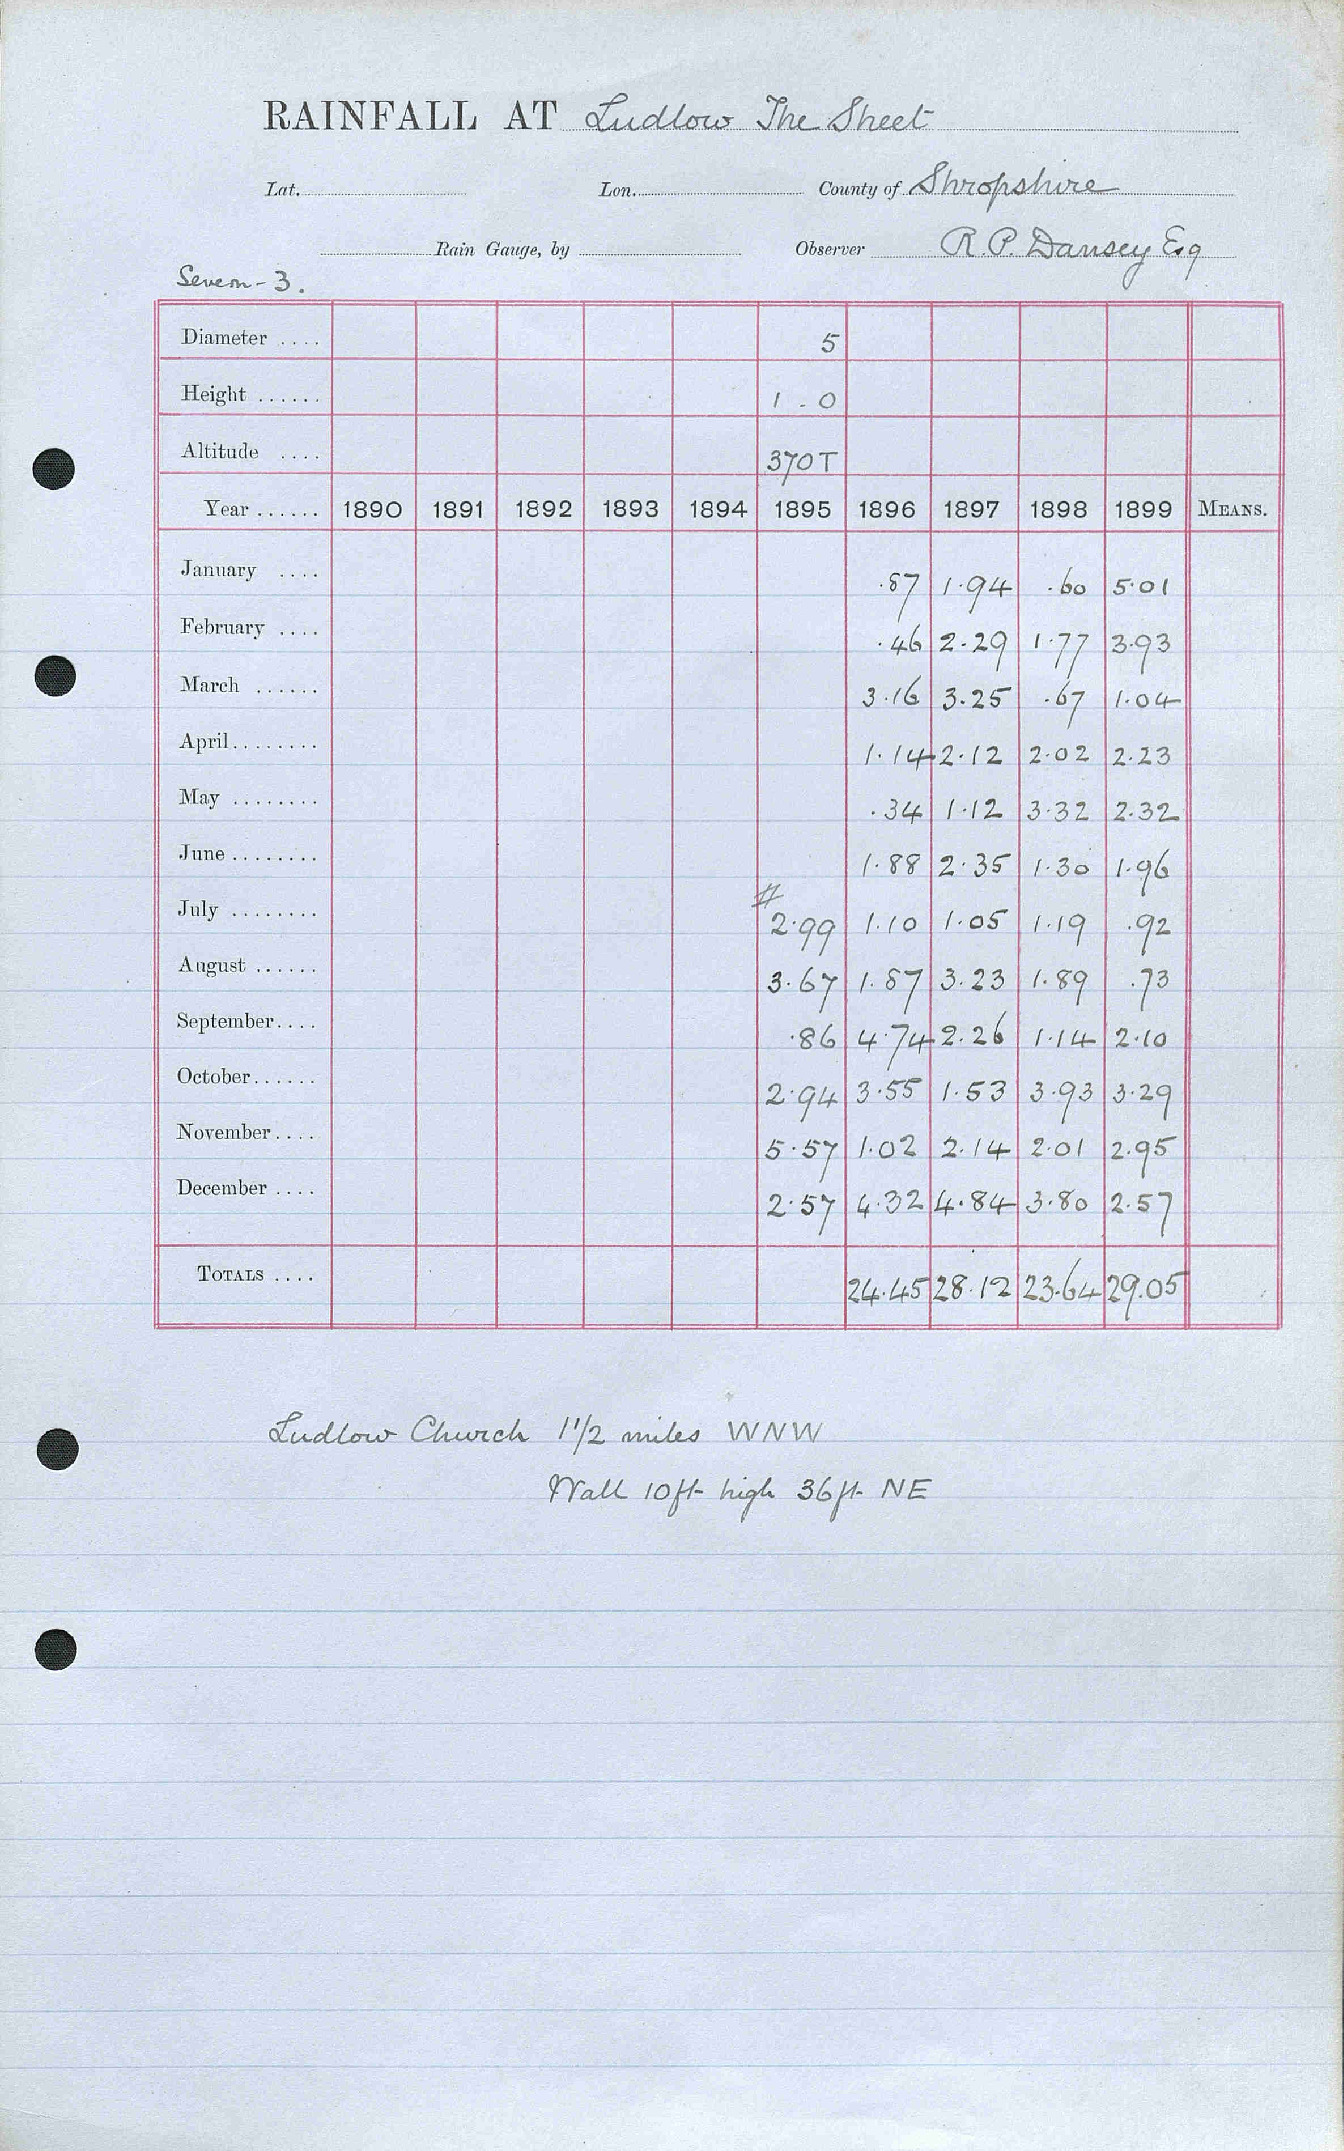 RAINFALL AT Ludlow The Sheet
Lat. Lon. County of Shropshire
Rain Gauge, by Observer R. P. Dansey Esq
Severn - 3.
Diameter .... 5
Height ...... 1 - 0
Altitude .... 370 T
Year ...... 1890 1891 1892 1893 1894 1895 1896 1897 1898 1899 MEANS.
January .... ·87 1·94 ·60 5·01
February .... ·46 2·29 1·77 3·93
March ...... 3·16 3·25 ·67 1·04
April ........ 1·14 2·12 2·02 2·23
May ........ ·34 1·12 3·32 2·32
June ........ 1·88 2·35 1·30 1·96
#
July ........ 2·99 1·10 1·05 1·19 ·92
August ...... 3·67 1·87 3·23 1·89 ·73
September.... ·86 4·74 2·26 1·14 2·10
October...... 2·94 3·55 1·53 3·93 3·29
November.... 5·57 1·02 2·14 2·01 2·95
December .... 2·57 4·32 4·84 3·80 2·57
TOTALS .... 24·45 28·12 23·64 29·05
Ludlow Church 1 1/2 miles WNW
Wall 10 ft high 36 ft NE